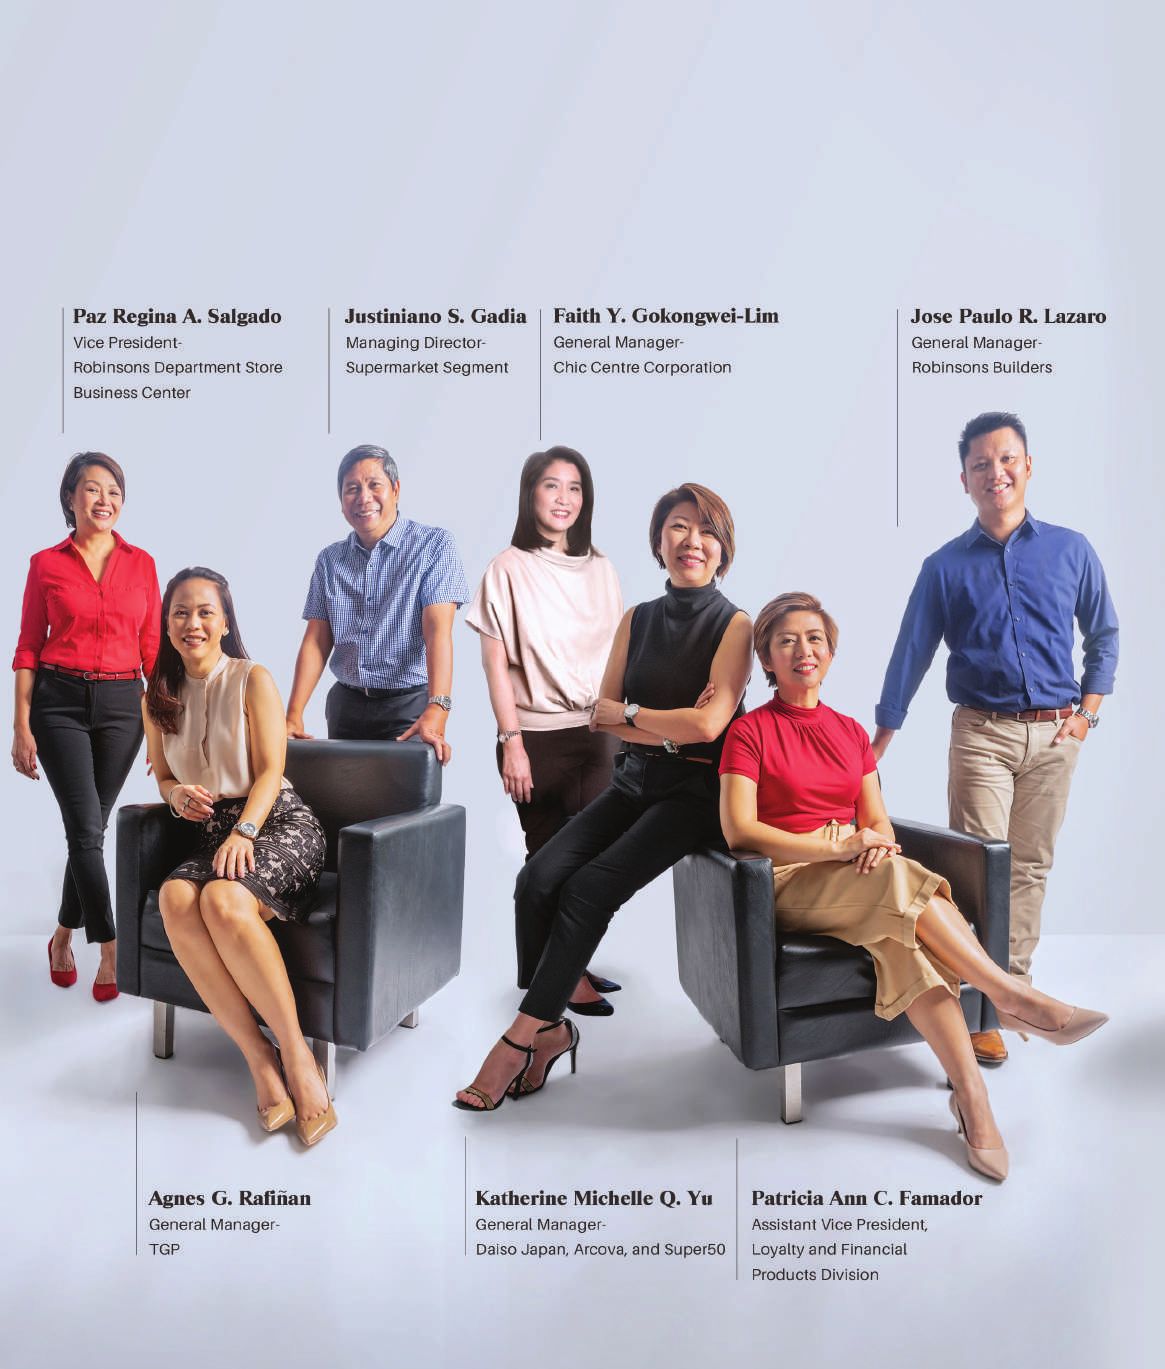 Paz Regina A. Salgado
Vice President-
Robinsons Department Store
Business Center
Justiniano S. Gadia
Managing Director-
Supermarket Segment
Faith Y. Gokongwei-Lim
General Manager-
Chic Centre Corporation
Jose Paulo R. Lazaro
General Manager-
Robinsons Builders
Agnes G. Rafiñan
General Manager-
TGP
Katherine Michelle Q. Yu
General Manager-
Daiso Japan, Arcova, and Super50
Patricia Ann C. Famador
Assistant Vice President,
Loyalty and Financial
Products Division